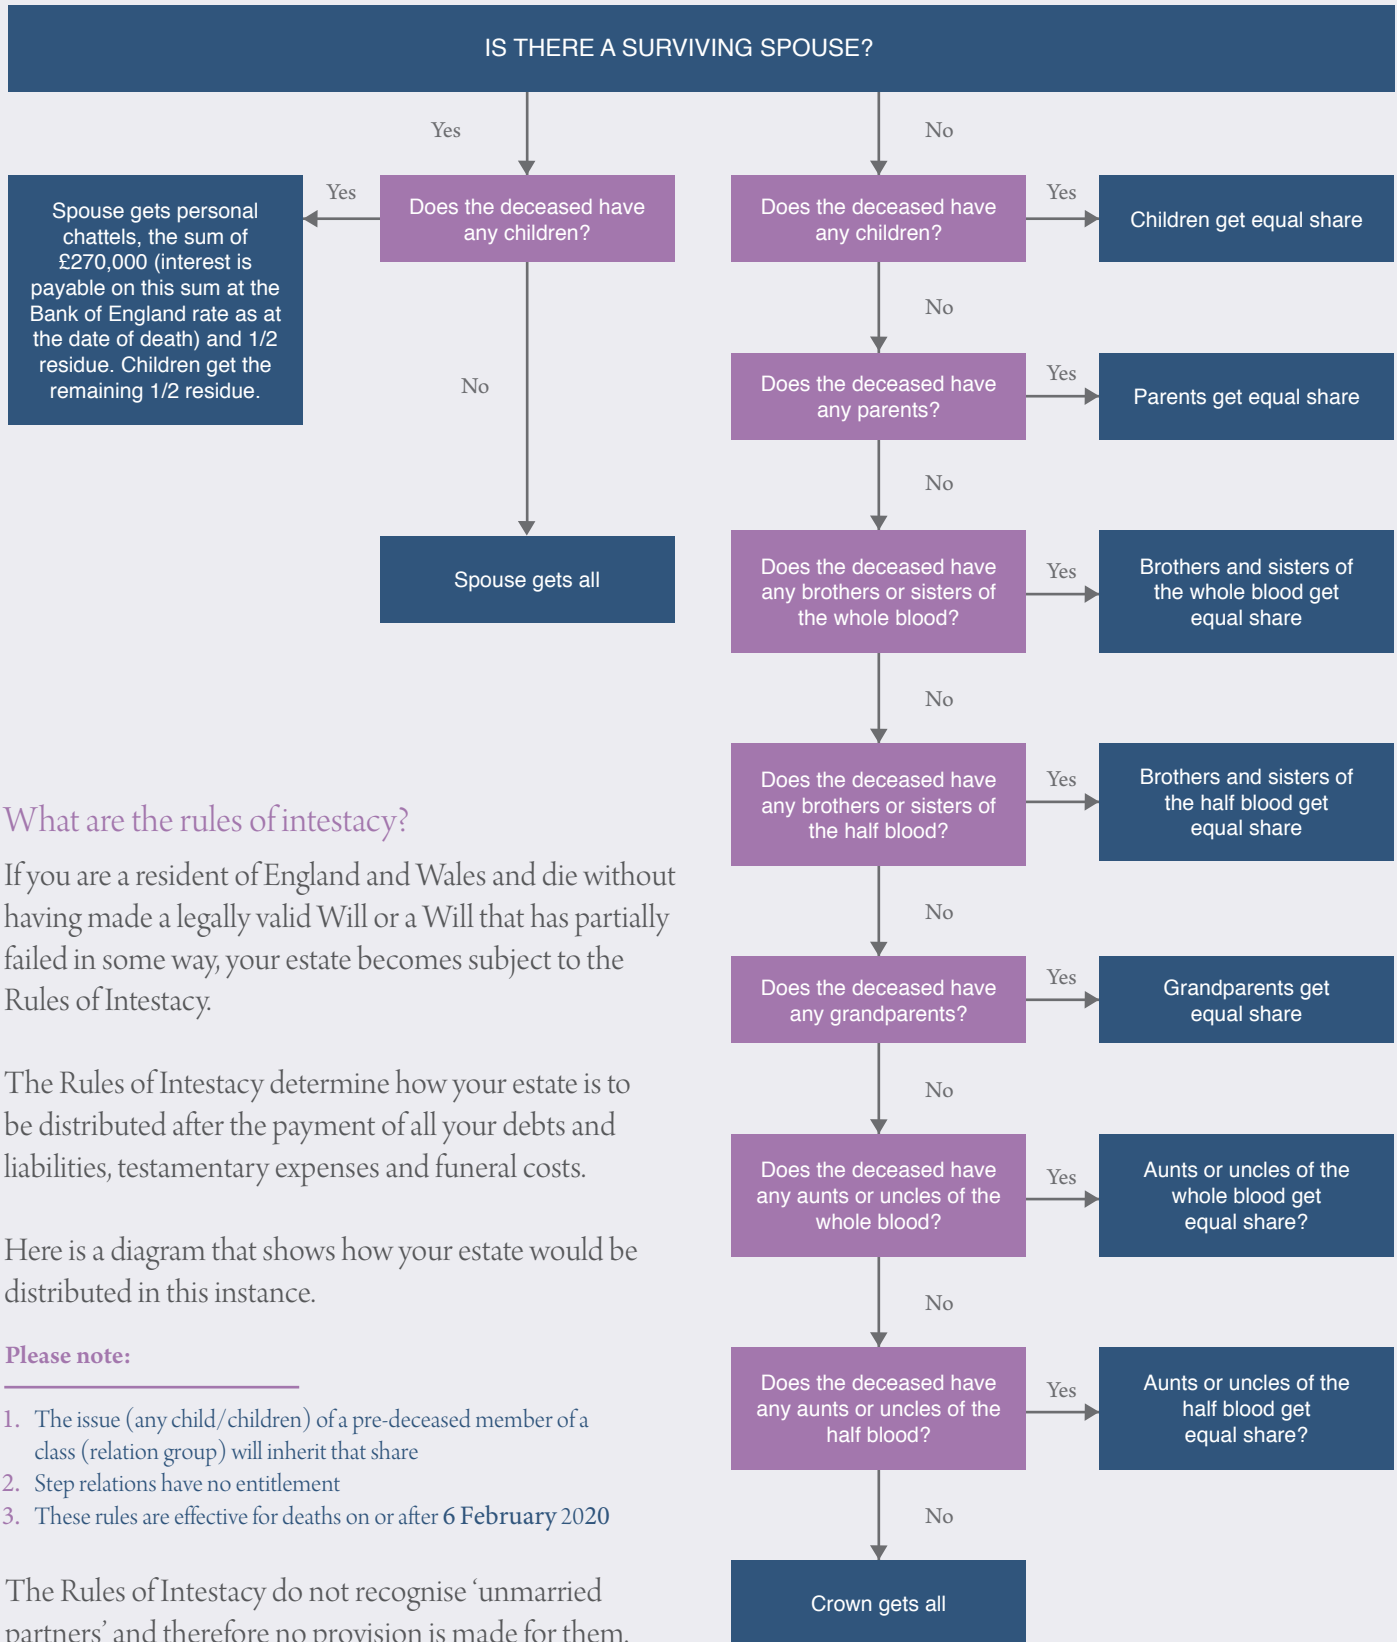 IS THERE A SURVIVING SPOUSE?
Yes
No
Spouse gets personal
chattels, the sum of
£270,000 (interest is
payable on this sum at the
Bank of England rate as at
the date of death) and 1/2
residue. Children get the
remaining 1/2 residue.
Yes
Does the deceased have
any children?
No
Spouse gets all
Does the deceased have
any children?
Yes
Children get equal share
No
Does the deceased have
any parents?
Yes
Parents get equal share
No
Does the deceased have
any brothers or sisters of
the whole blood?
Yes
Brothers and sisters of
the whole blood get
equal share
No
Does the deceased have
any brothers or sisters of
the half blood?
Yes
Brothers and sisters of
the half blood get
equal share
No
Does the deceased have
any grandparents?
Yes
Grandparents get
equal share
No
Does the deceased have
any aunts or uncles of the
whole blood?
Yes
Aunts or uncles of the
whole blood get
equal share?
No
Does the deceased have
any aunts or uncles of the
half blood?
Yes
Aunts or uncles of the
half blood get
equal share?
No
Crown gets all
What are the rules of intestacy?
If you are a resident of England and Wales and die without
having made a legally valid Will or a Will that has partially
failed in some way, your estate becomes subject to the
Rules of Intestacy.
The Rules of Intestacy determine how your estate is to
be distributed after the payment of all your debts and
liabilities, testamentary expenses and funeral costs.
Here is a diagram that shows how your estate would be
distributed in this instance.
Please note:
1. The issue (any child/children) of a pre-deceased member of a
class (relation group) will inherit that share
2. Step relations have no entitlement
3. These rules are effective for deaths on or after 6 February 2020
The Rules of Intestacy do not recognise ‘unmarried
partners’ and therefore no provision is made for them.